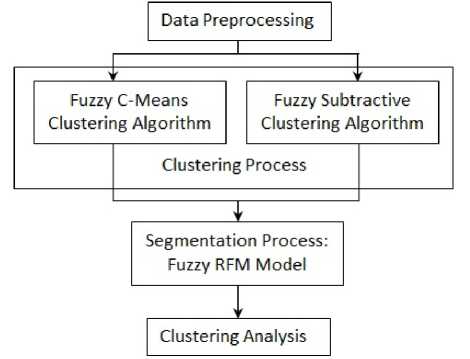 Data Preprocessing
Fuzzy C-Means
Clustering Algorithm
Fuzzy Subtractive
Clustering Algorithm
Clustering Process
Segmentation Process:
Fuzzy RFM Model
Clustering Analysis